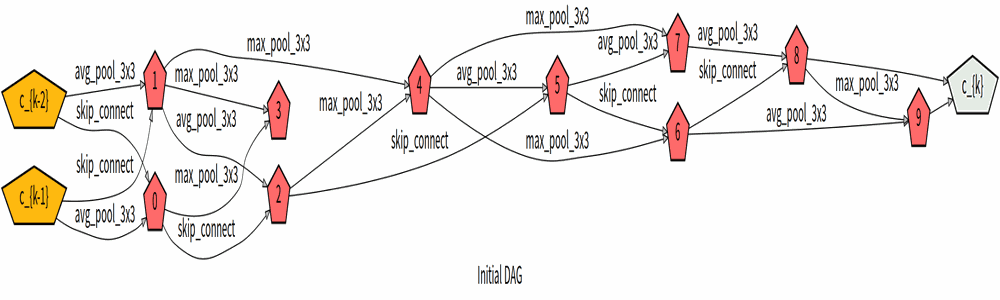 max_pool_3x3
avg_pool_3x3
max_pool_3x3
avg_pool_3x3
7
8
c_{k-2}
avg_pool_3x3
1
max_pool_3x3
4
avg_pool_3x3
5
skip_connect
max_pool_3x3
c_{k}
skip_connect
avg_pool_3x3
3
max_pool_3x3
skip_connect
max_pool_3x3
6
avg_pool_3x3
9
c_{k-1}
skip_connect
0
max_pool_3x3
2
avg_pool_3x3
skip_connect
Initial DAG